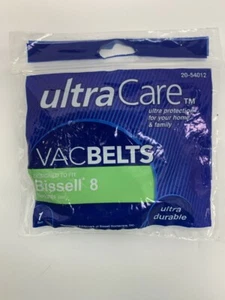 20-54012
ultraCare™
ultra protection
for your home
& family
VACBELTS
Bissell® 8
ultra
durable
1